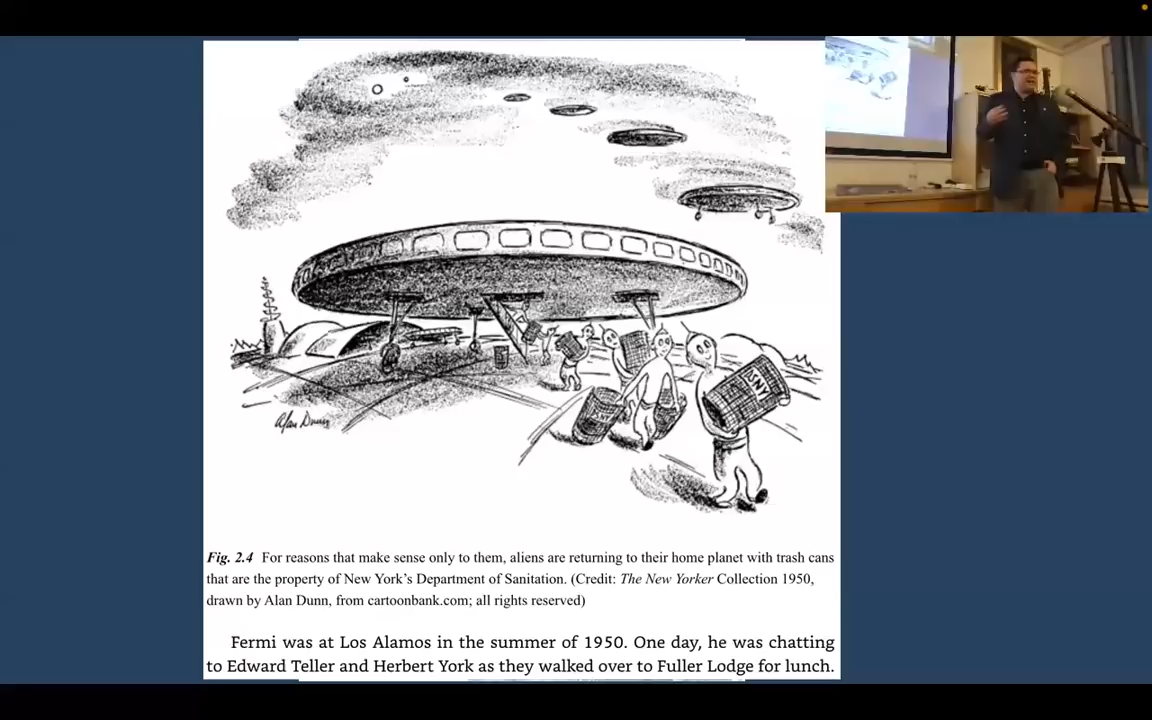 Alan Dunn
DSNY
DSNY
Fig. 2.4 For reasons that make sense only to them, aliens are returning to their home planet with trash cans
that are the property of New York's Department of Sanitation. (Credit: The New Yorker Collection 1950,
drawn by Alan Dunn, from cartoonbank.com; all rights reserved)
Fermi was at Los Alamos in the summer of 1950. One day, he was chatting
to Edward Teller and Herbert York as they walked over to Fuller Lodge for lunch.